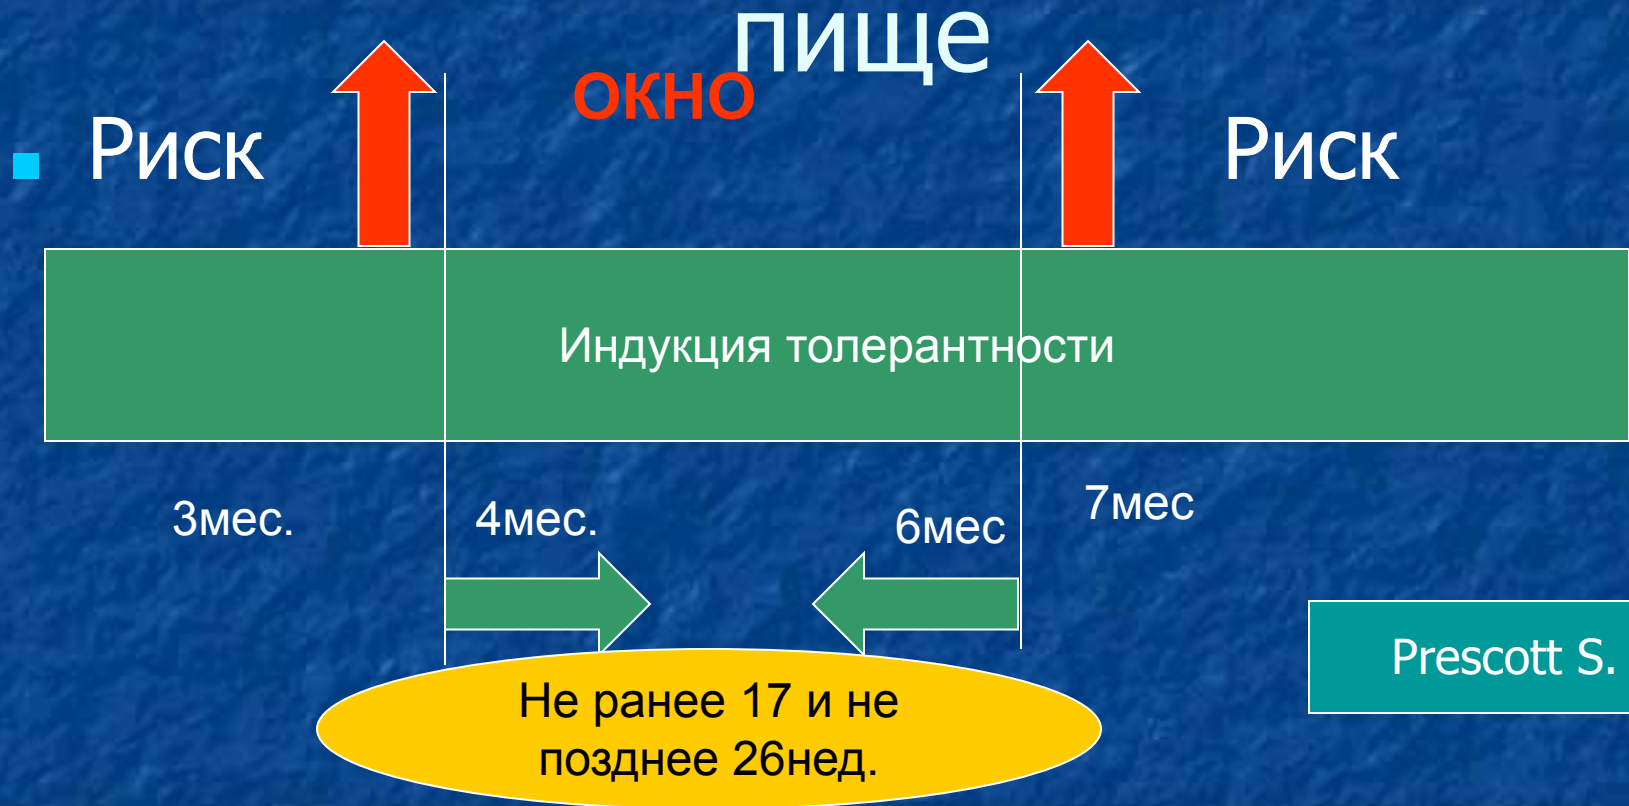 пище
окно
Риск
Риск
Индукция толерантности
3мес.
4мес.
6мес
7мес
Prescott S.
Не ранее 17 и не
позднее 26нед.